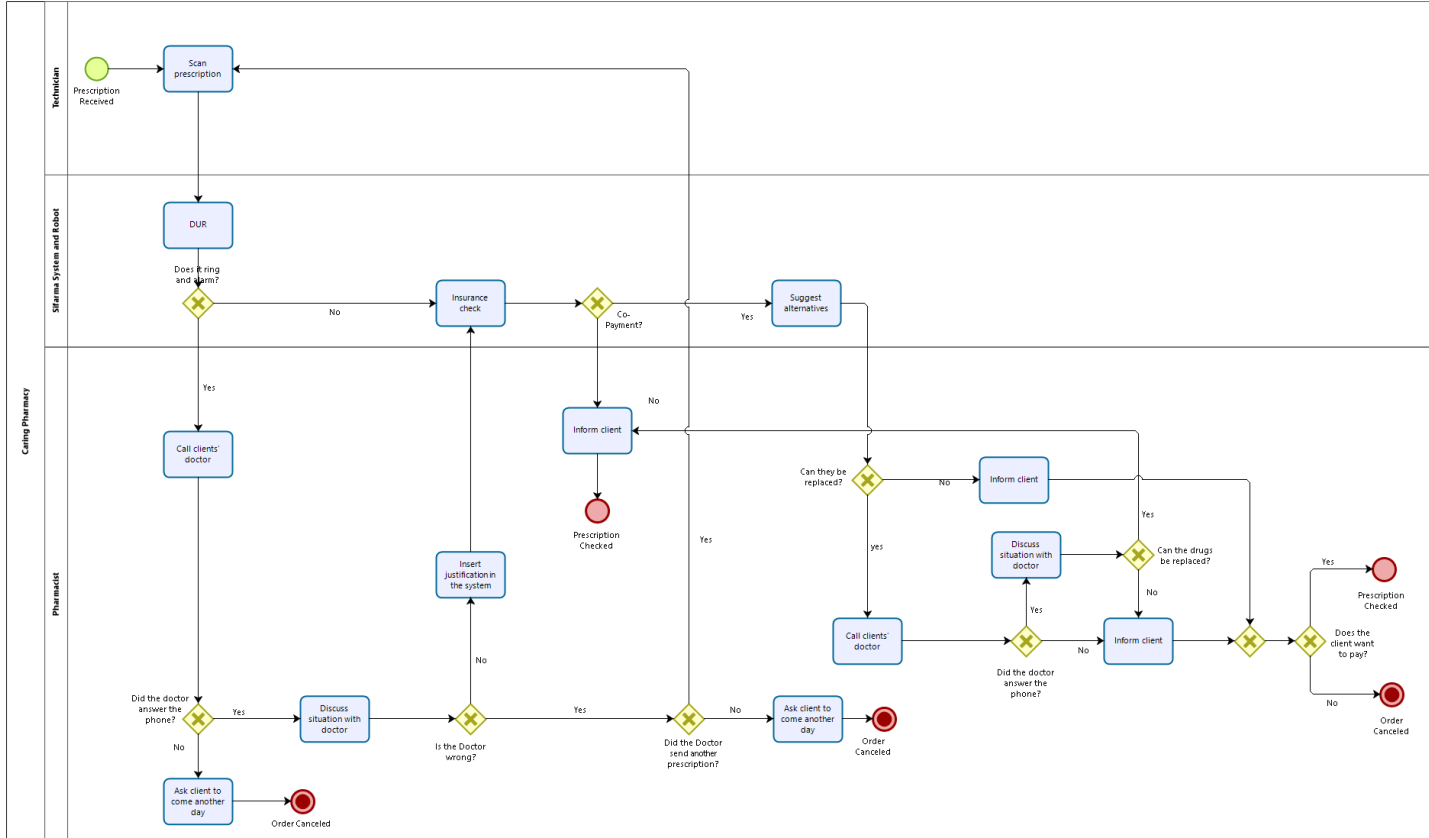 Caring Pharmacy
Technician
Prescription
Received
Scan
prescription
Sifarma System and Robot
DUR
Does it ring
and alarm?
No
Insurance
check
Co-
Payment?
Yes
Suggest
alternatives
Pharmacist
Yes
Call clients'
doctor
Inform client
No
Prescription
Checked
Can they be
replaced?
No
Inform client
yes
Yes
Discuss
situation with
doctor
Can the drugs
be replaced?
Yes
No
Call clients'
doctor
Did the doctor
answer the
phone?
Yes
No
Inform client
Does the
client want
to pay?
Yes
Prescription
Checked
No
Order
Canceled
Insert
justification in
the system
No
Yes
Did the doctor
answer the
phone?
Yes
No
Discuss
situation with
doctor
Is the Doctor
wrong?
Yes
Did the Doctor
send another
prescription?
No
Ask client to
come another
day
Order
Canceled
Ask client to
come another
day
Order Canceled